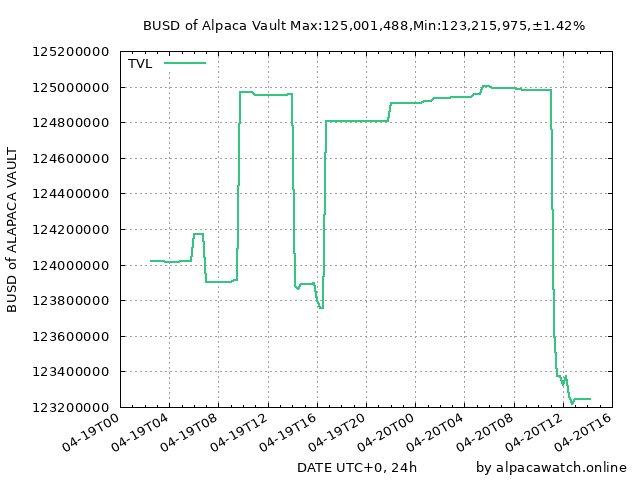 BUSD of Alpaca Vault Max:125,001,488,Min:123,215,975,±1.42%
TVL
125200000
125000000
124800000
124600000
124400000
124200000
124000000
123800000
123600000
123400000
123200000
BUSD of ALAPACA VAULT
04-19T00
04-19T04
04-19T08
04-19T12
04-19T16
04-19T20
04-20T00
04-20T04
04-20T08
04-20T12
04-20T16
DATE UTC+0, 24h
by alpacawatch.online